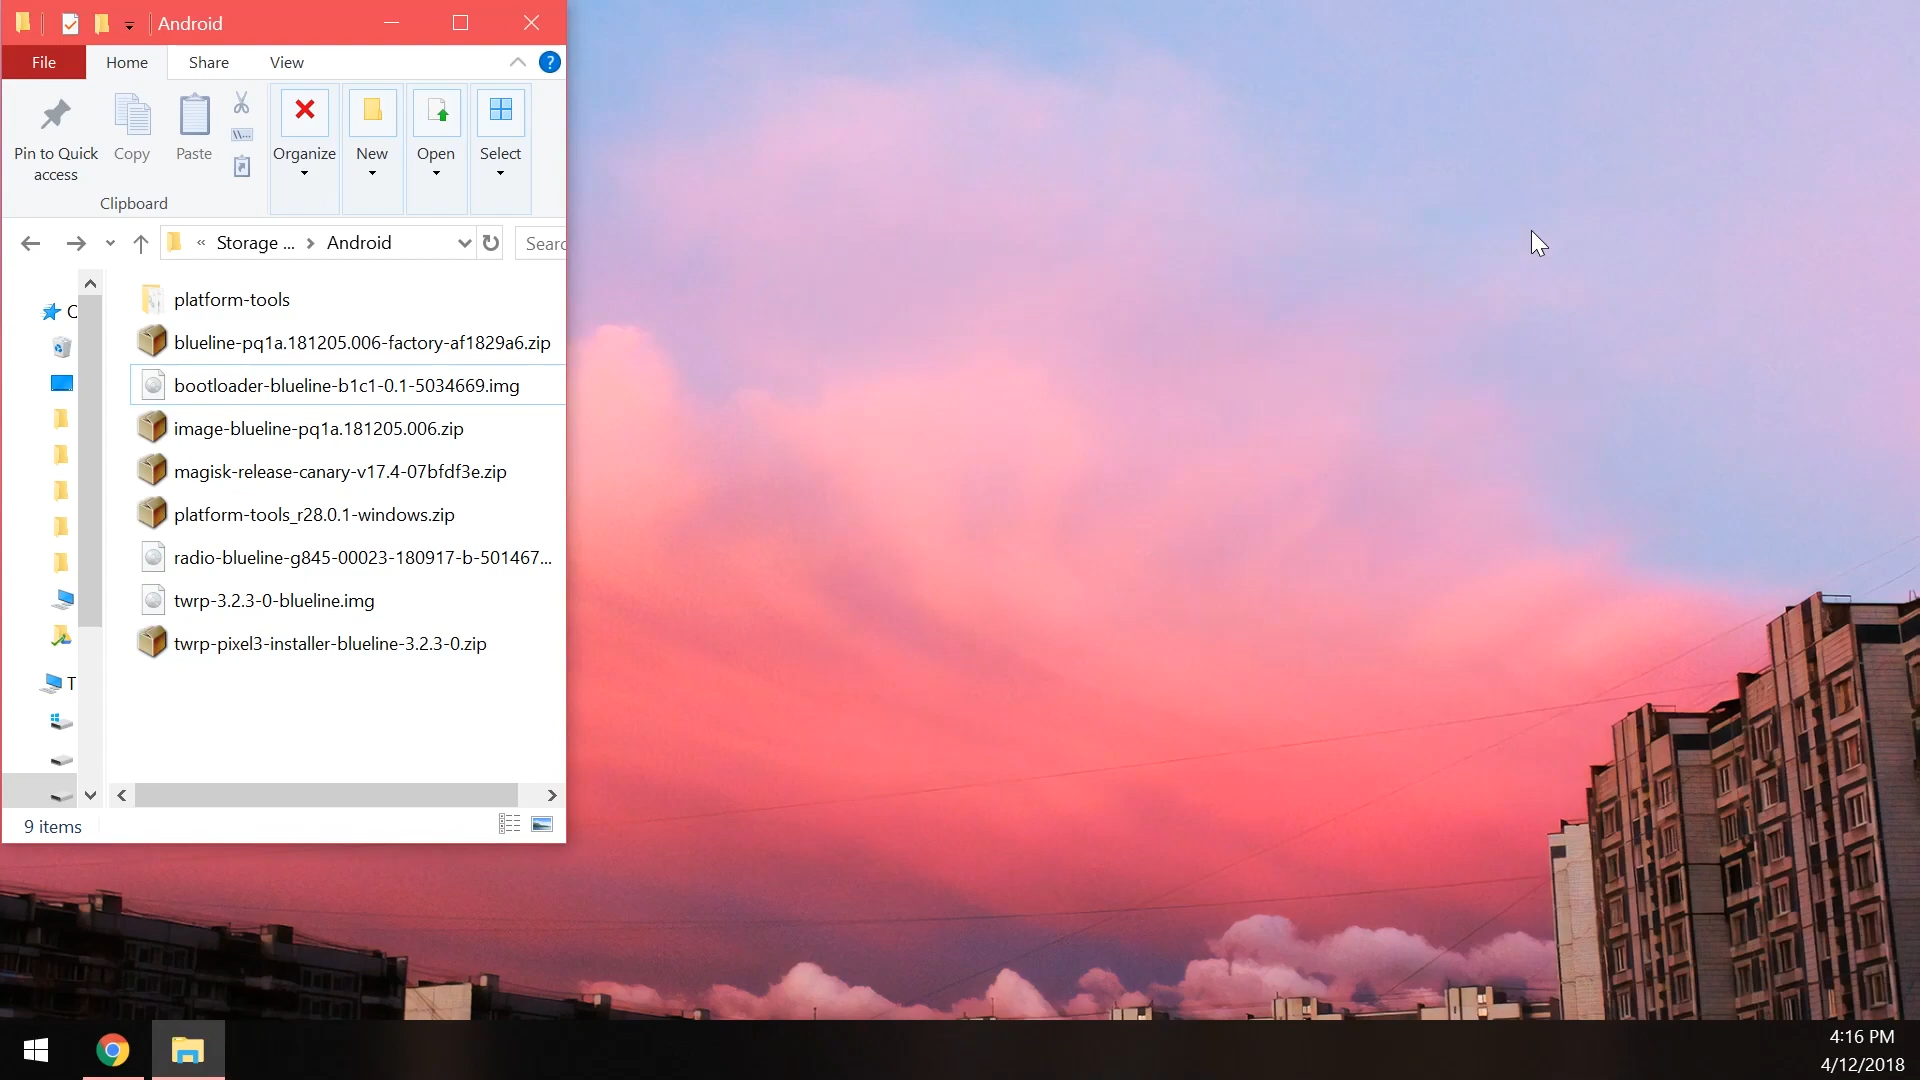 Android
File Home Share View
?
Pin to Quick access
Copy
Paste
\\...
Organize
New
Open
Select
Clipboard
« Storage ... > Android
Searc
C
platform-tools
blueline-pq1a.181205.006-factory-af1829a6.zip
bootloader-blueline-b1c1-0.1-5034669.img
image-blueline-pq1a.181205.006.zip
magisk-release-canary-v17.4-07bfdf3e.zip
platform-tools_r28.0.1-windows.zip
radio-blueline-g845-00023-180917-b-501467...
twrp-3.2.3-0-blueline.img
twrp-pixel3-installer-blueline-3.2.3-0.zip
T
9 items
4:16 PM
4/12/2018